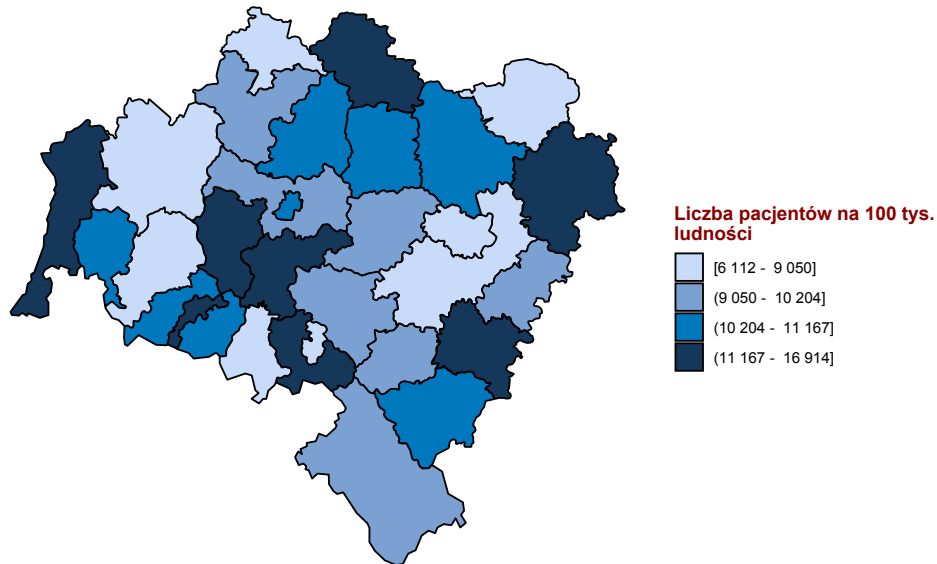 Liczba pacjentów na 100 tys.
ludności
[6 112 - 9 050]
(9 050 - 10 204]
(10 204 - 11 167]
(11 167 - 16 914]